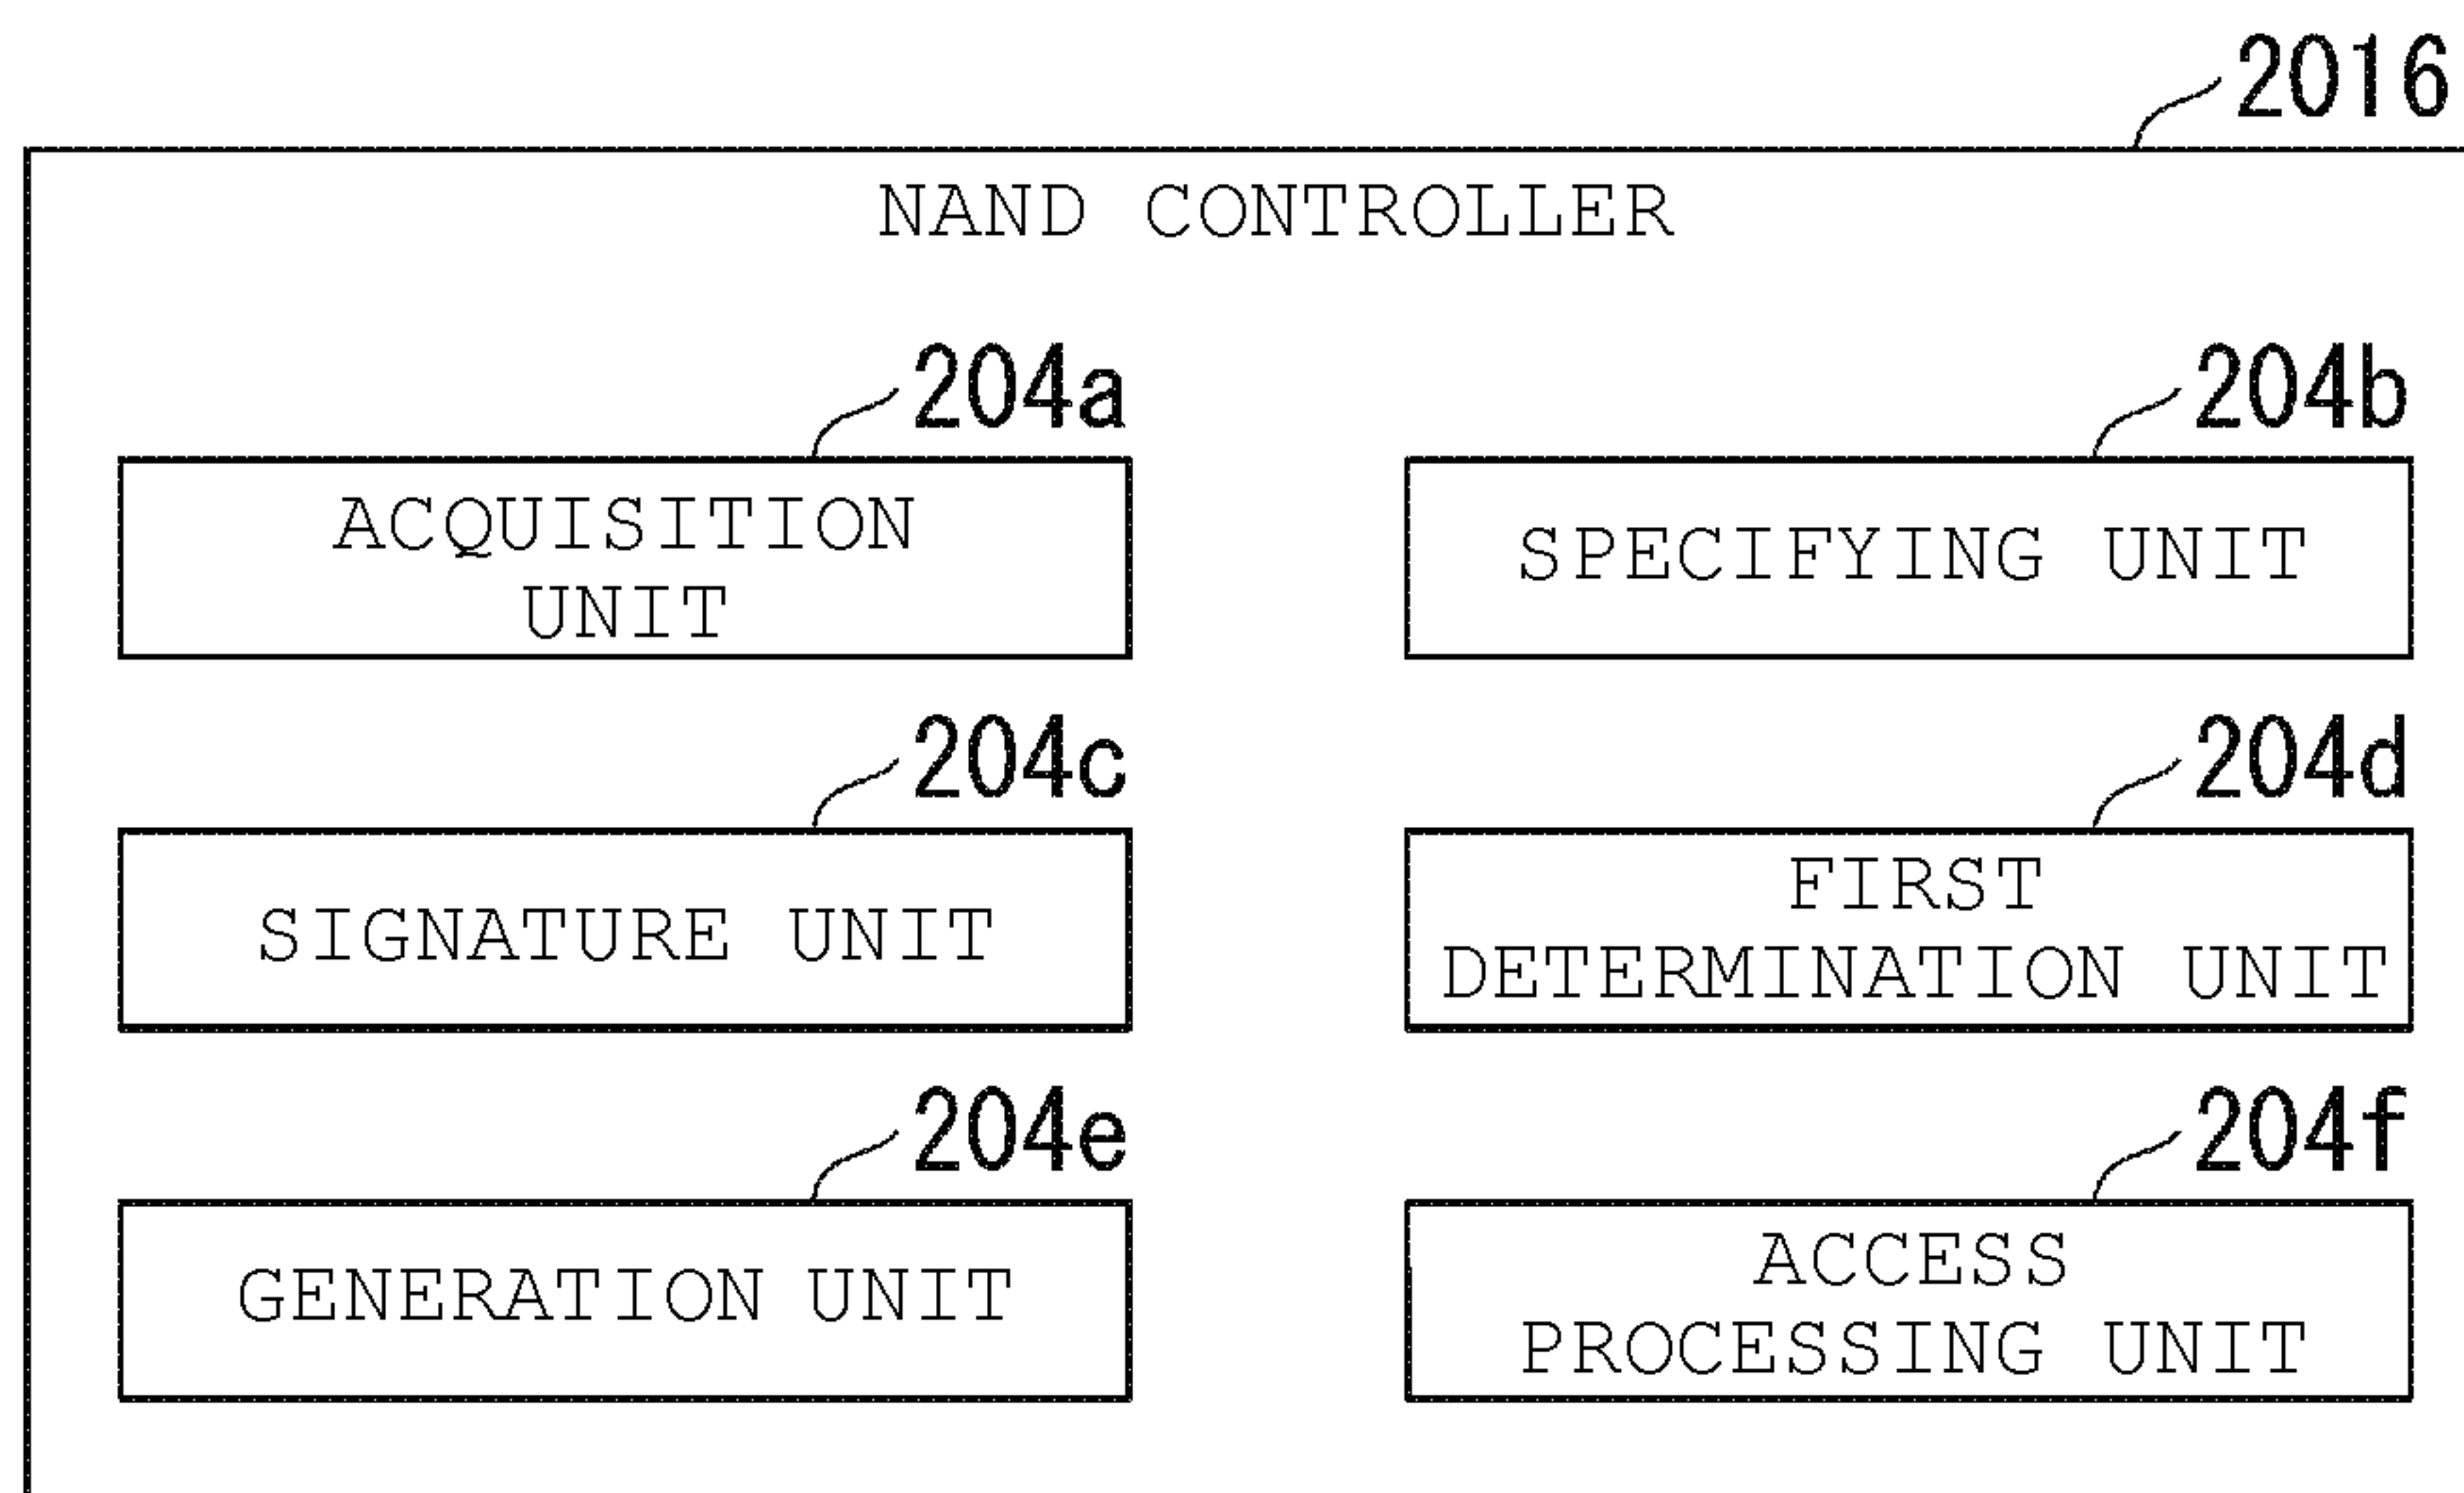 2016
NAND CONTROLLER
204a
204b
ACQUISITION
UNIT
SPECIFYING UNIT
204c
204d
SIGNATURE UNIT
FIRST
DETERMINATION UNIT
204e
204f
GENERATION UNIT
ACCESS
PROCESSING UNIT